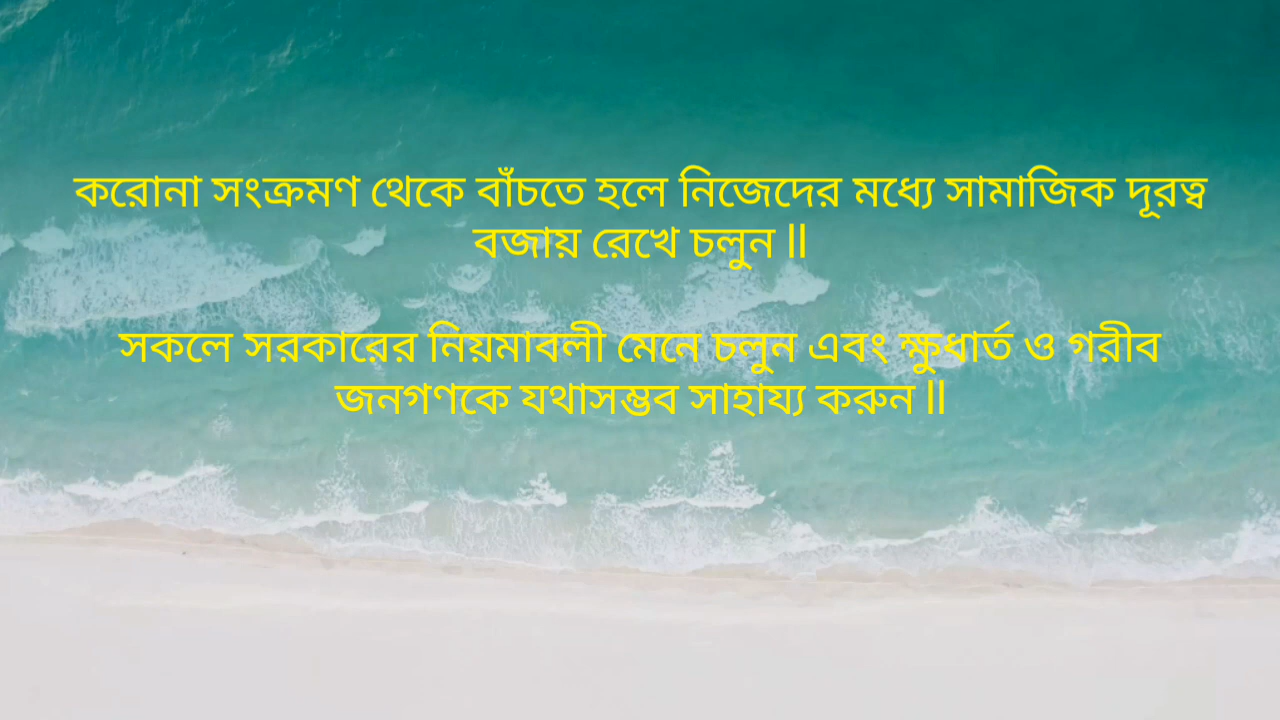 করোনা সংক্রমণ থেকে বাঁচতে হলে নিজেদের মধ্যে সামাজিক দূরত্ব
বজায় রেখে চলুন ll
সকলে সরকারের নিয়মাবলী মেনে চলুন এবং ক্ষুধার্ত ও গরীব
জনগণকে যথাসম্ভব সাহায্য করুন ll